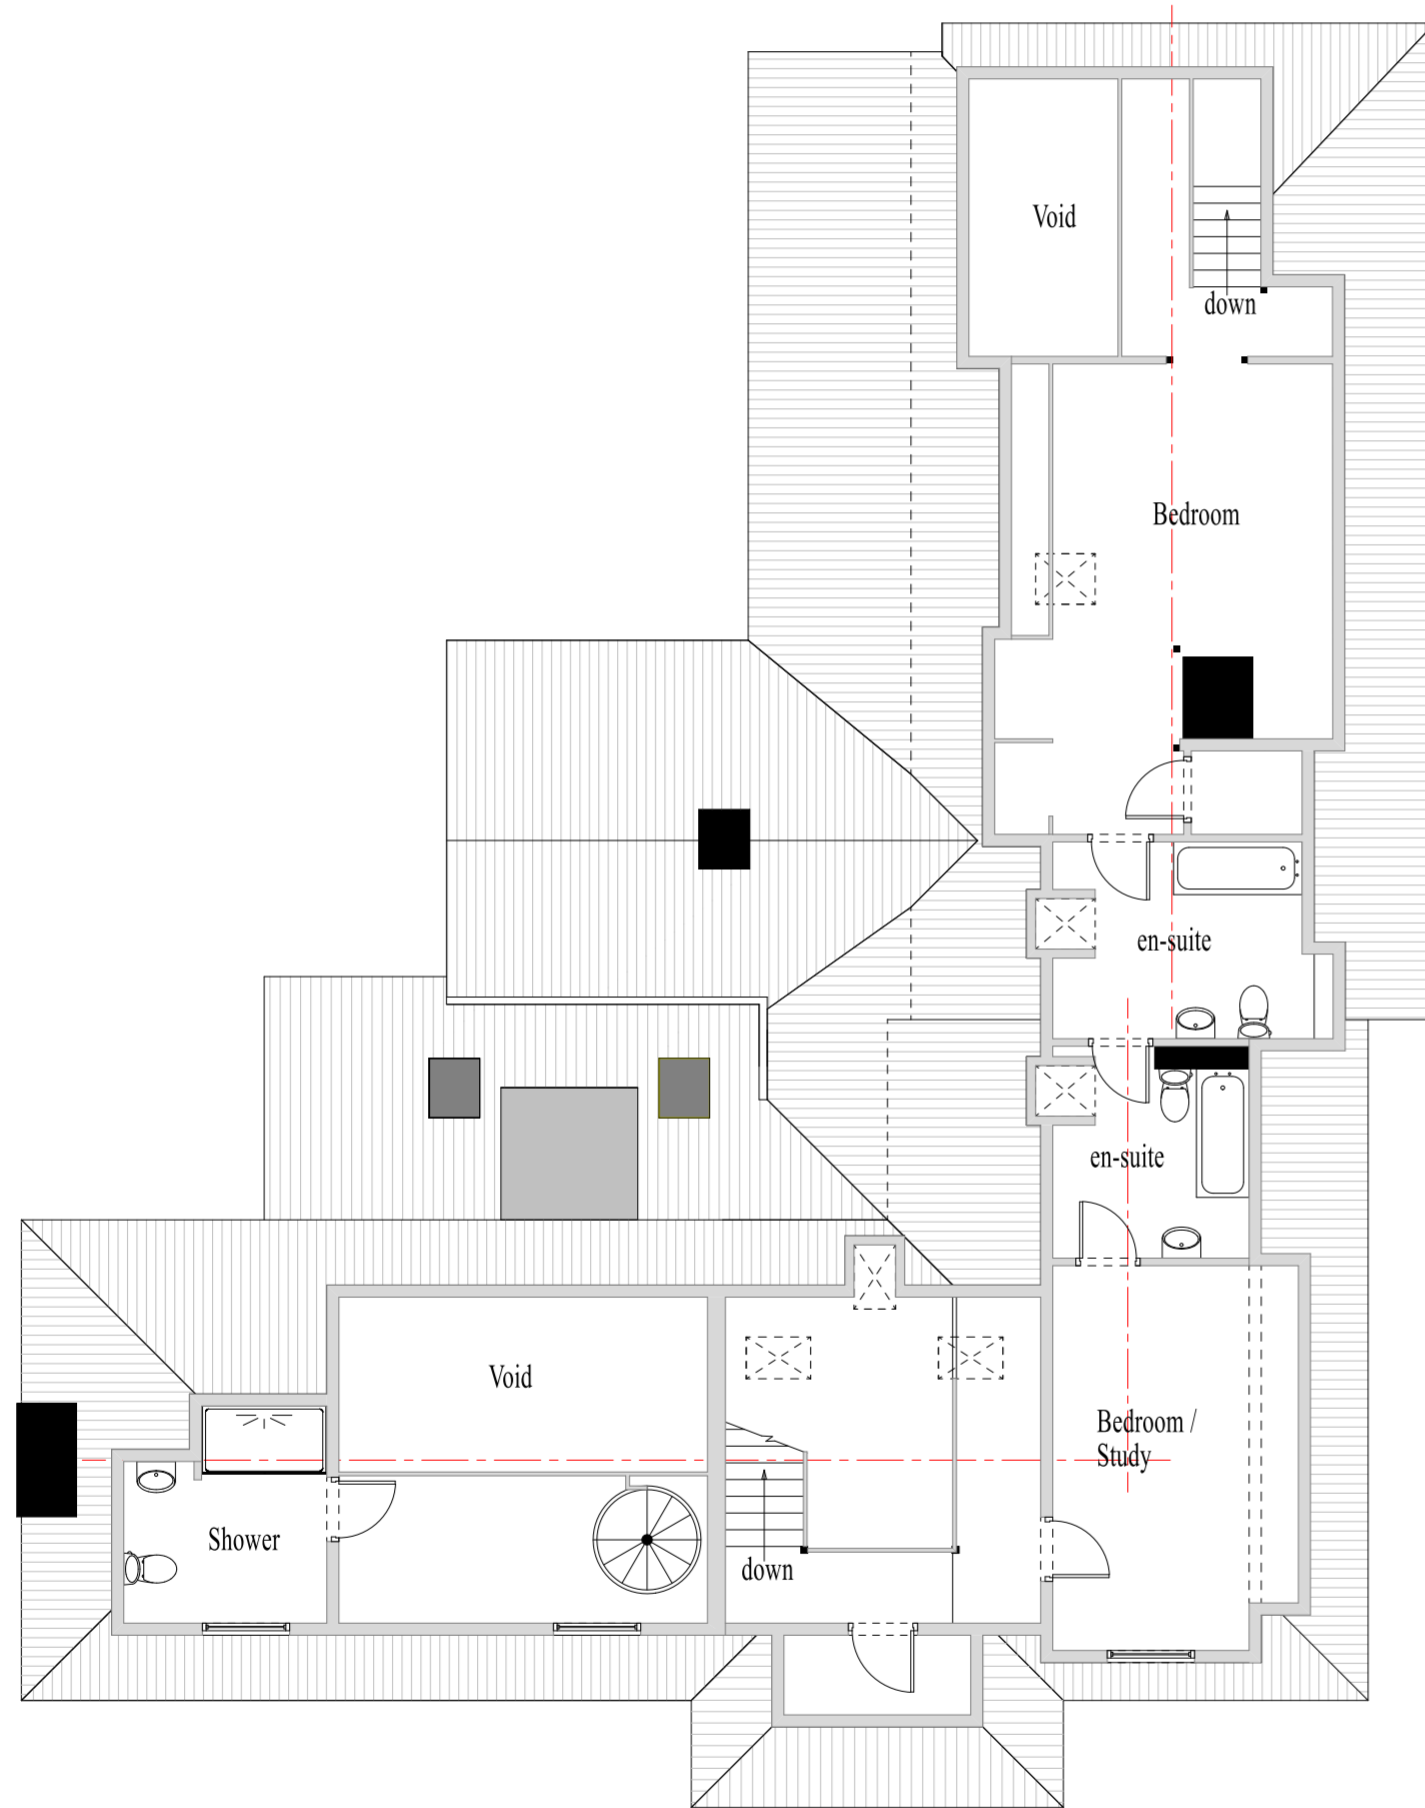 Void
down
Bedroom
en-suite
en-suite
Void
Bedroom /
Study
Shower
down